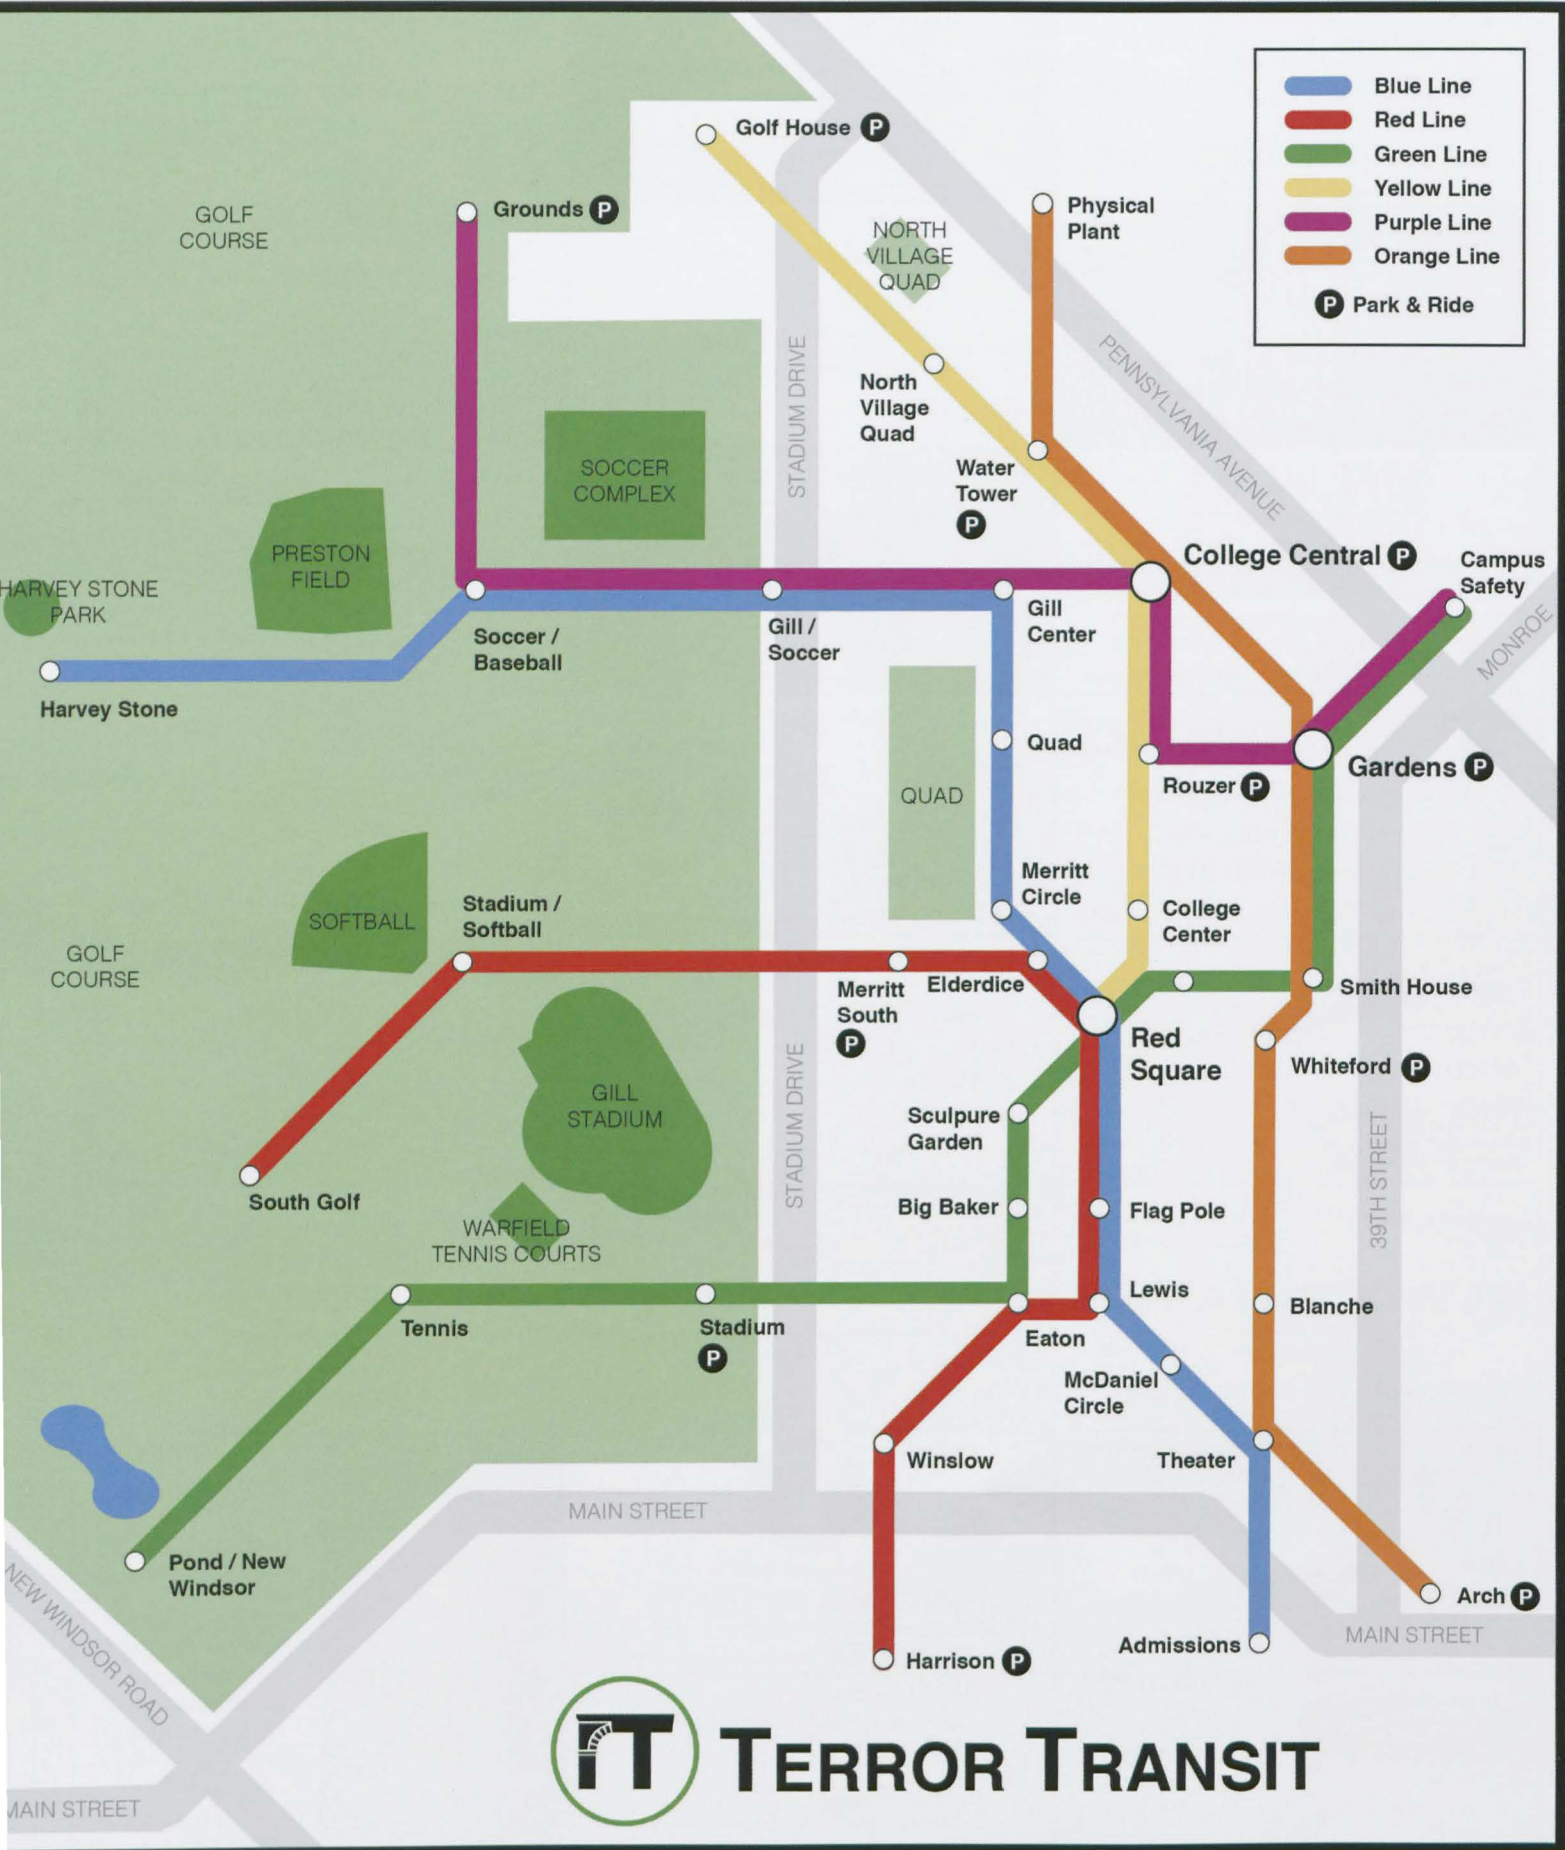 Blue Line
Red Line
Green Line
Yellow Line
Purple Line
Orange Line
P Park & Ride
Golf House P
Grounds P
GOLF
COURSE
NORTH
VILLAGE
QUAD
Physical
Plant
STADIUM DRIVE
PENNSYLVANIA AVENUE
North
Village
Quad
Water
Tower
P
SOCCER
COMPLEX
PRESTON
FIELD
HARVEY STONE
PARK
College Central P
Campus
Safety
MONROE
Soccer /
Baseball
Gill /
Soccer
Gill
Center
Harvey Stone
Quad
QUAD
Rouzer P
Gardens P
Merritt
Circle
College
Center
SOFTBALL
Stadium /
Softball
GOLF
COURSE
Merritt
South
P
Elderdice
Smith House
Red
Square
Whiteford P
STADIUM DRIVE
GILL
STADIUM
Sculpure
Garden
39TH STREET
South Golf
Big Baker
Flag Pole
WARFIELD
TENNIS COURTS
Lewis
Blanche
Tennis
Stadium
P
Eaton
McDaniel
Circle
Winslow
Theater
MAIN STREET
Pond / New
Windsor
NEW WINDSOR ROAD
Arch P
MAIN STREET
Admissions
Harrison P
TT TERROR TRANSIT
MAIN STREET